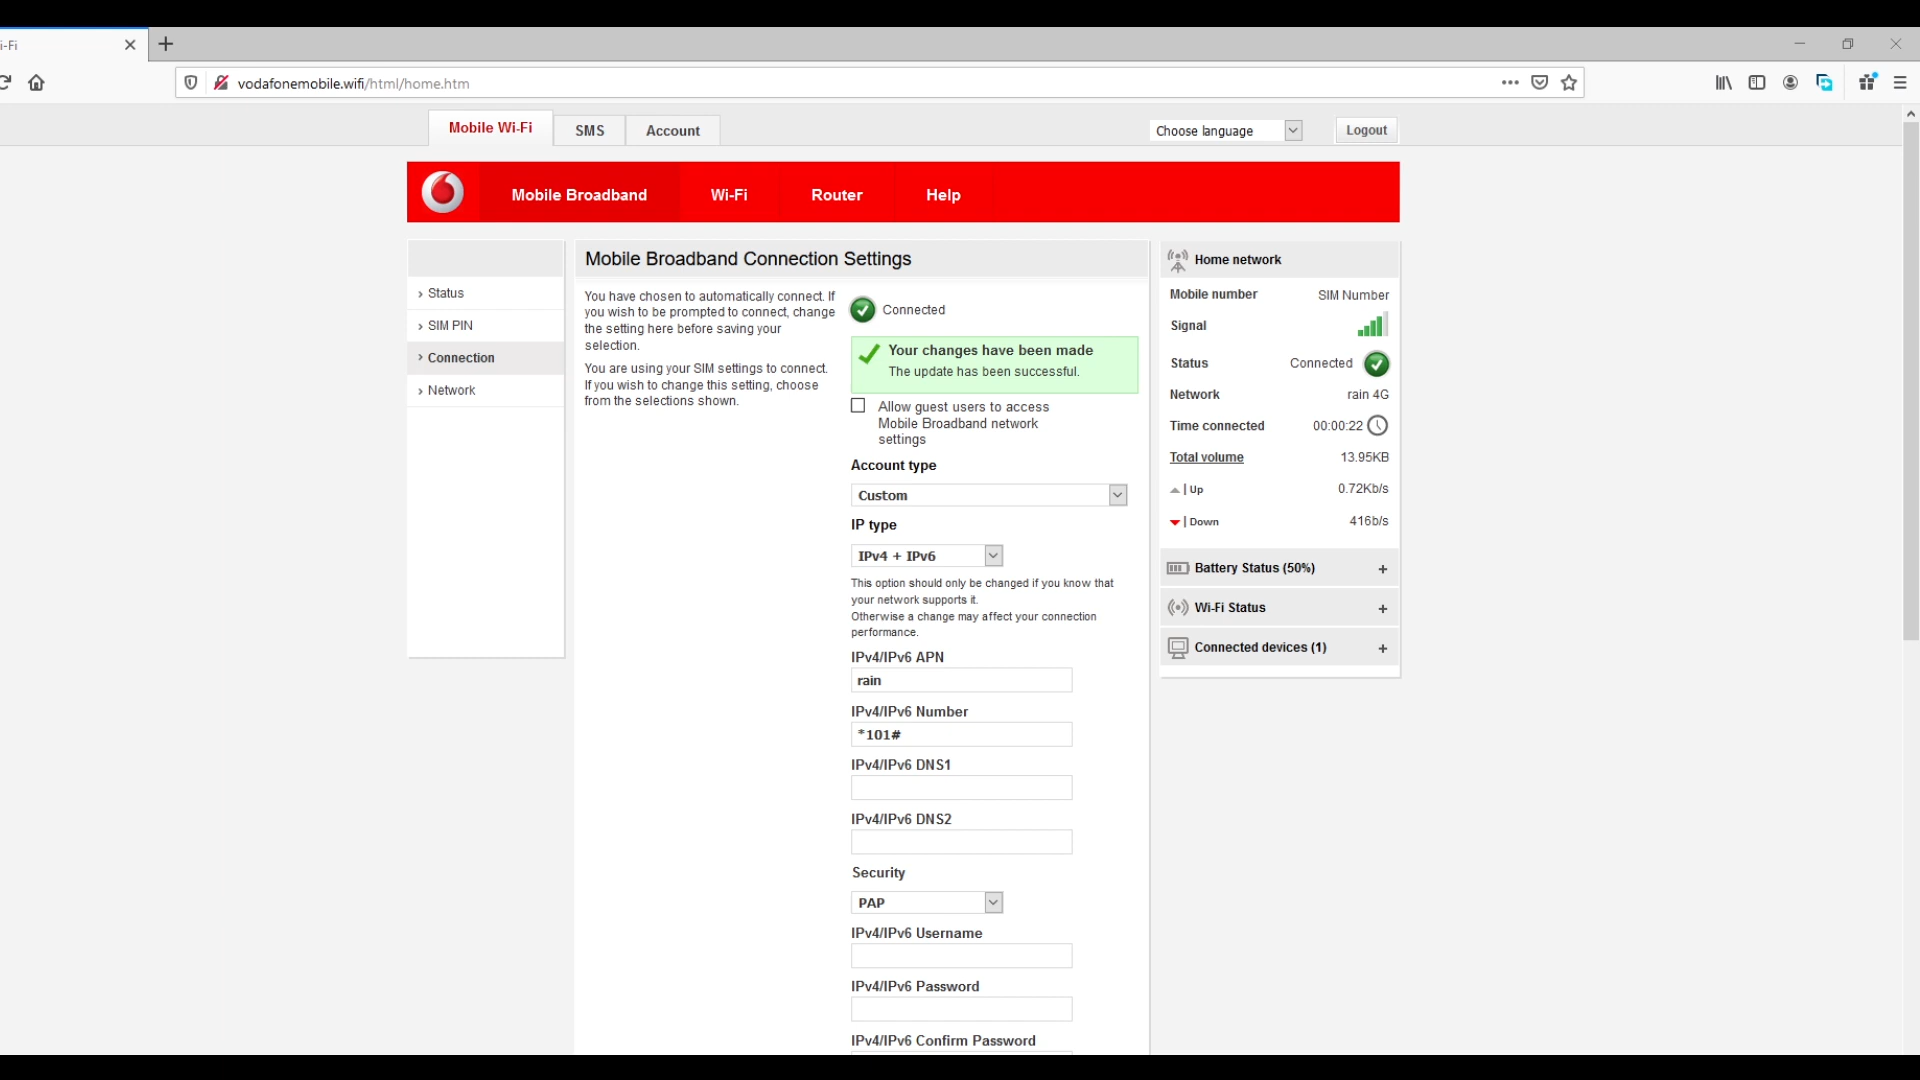 i-Fi
vodafonemobile.wifi/html/home.htm
Mobile Wi-Fi
SMS
Account
Choose language
Logout
Mobile Broadband
Wi-Fi
Router
Help
› Status
› SIM PIN
› Connection
› Network
Mobile Broadband Connection Settings
You have chosen to automatically connect. If
you wish to be prompted to connect, change
the setting here before saving your
selection.
You are using your SIM settings to connect.
If you wish to change this setting, choose
from the selections shown.
Connected
Your changes have been made
The update has been successful.
Allow guest users to access
Mobile Broadband network
settings
Account type
Custom
IP type
IPv4 + IPv6
This option should only be changed if you know that
your network supports it.
Otherwise a change may affect your connection
performance.
IPv4/IPv6 APN
rain
IPv4/IPv6 Number
*101#
IPv4/IPv6 DNS1
IPv4/IPv6 DNS2
Security
PAP
IPv4/IPv6 Username
IPv4/IPv6 Password
IPv4/IPv6 Confirm Password
Home network
Mobile number SIM Number
Signal
Status Connected
Network rain 4G
Time connected 00:00:22
Total volume 13.95KB
| Up 0.72Kb/s
| Down 416b/s
Battery Status (50%) +
Wi-Fi Status +
Connected devices (1) +